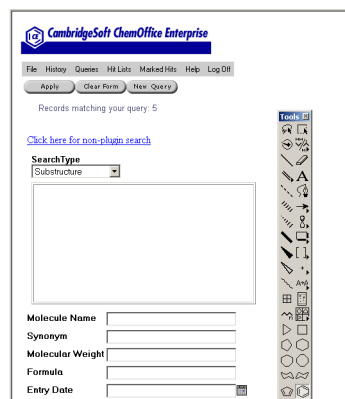 CambridgeSoft ChemOffice Enterprise
File History Queries Hit Lists Marked Hits Help Log Off
Apply Clear Form New Query
Records matching your query: 5
Tools
Click here for non-plugin search
SearchType
Substructure
A
Molecule Name
Synonym
Molecular Weight
Formula
Entry Date